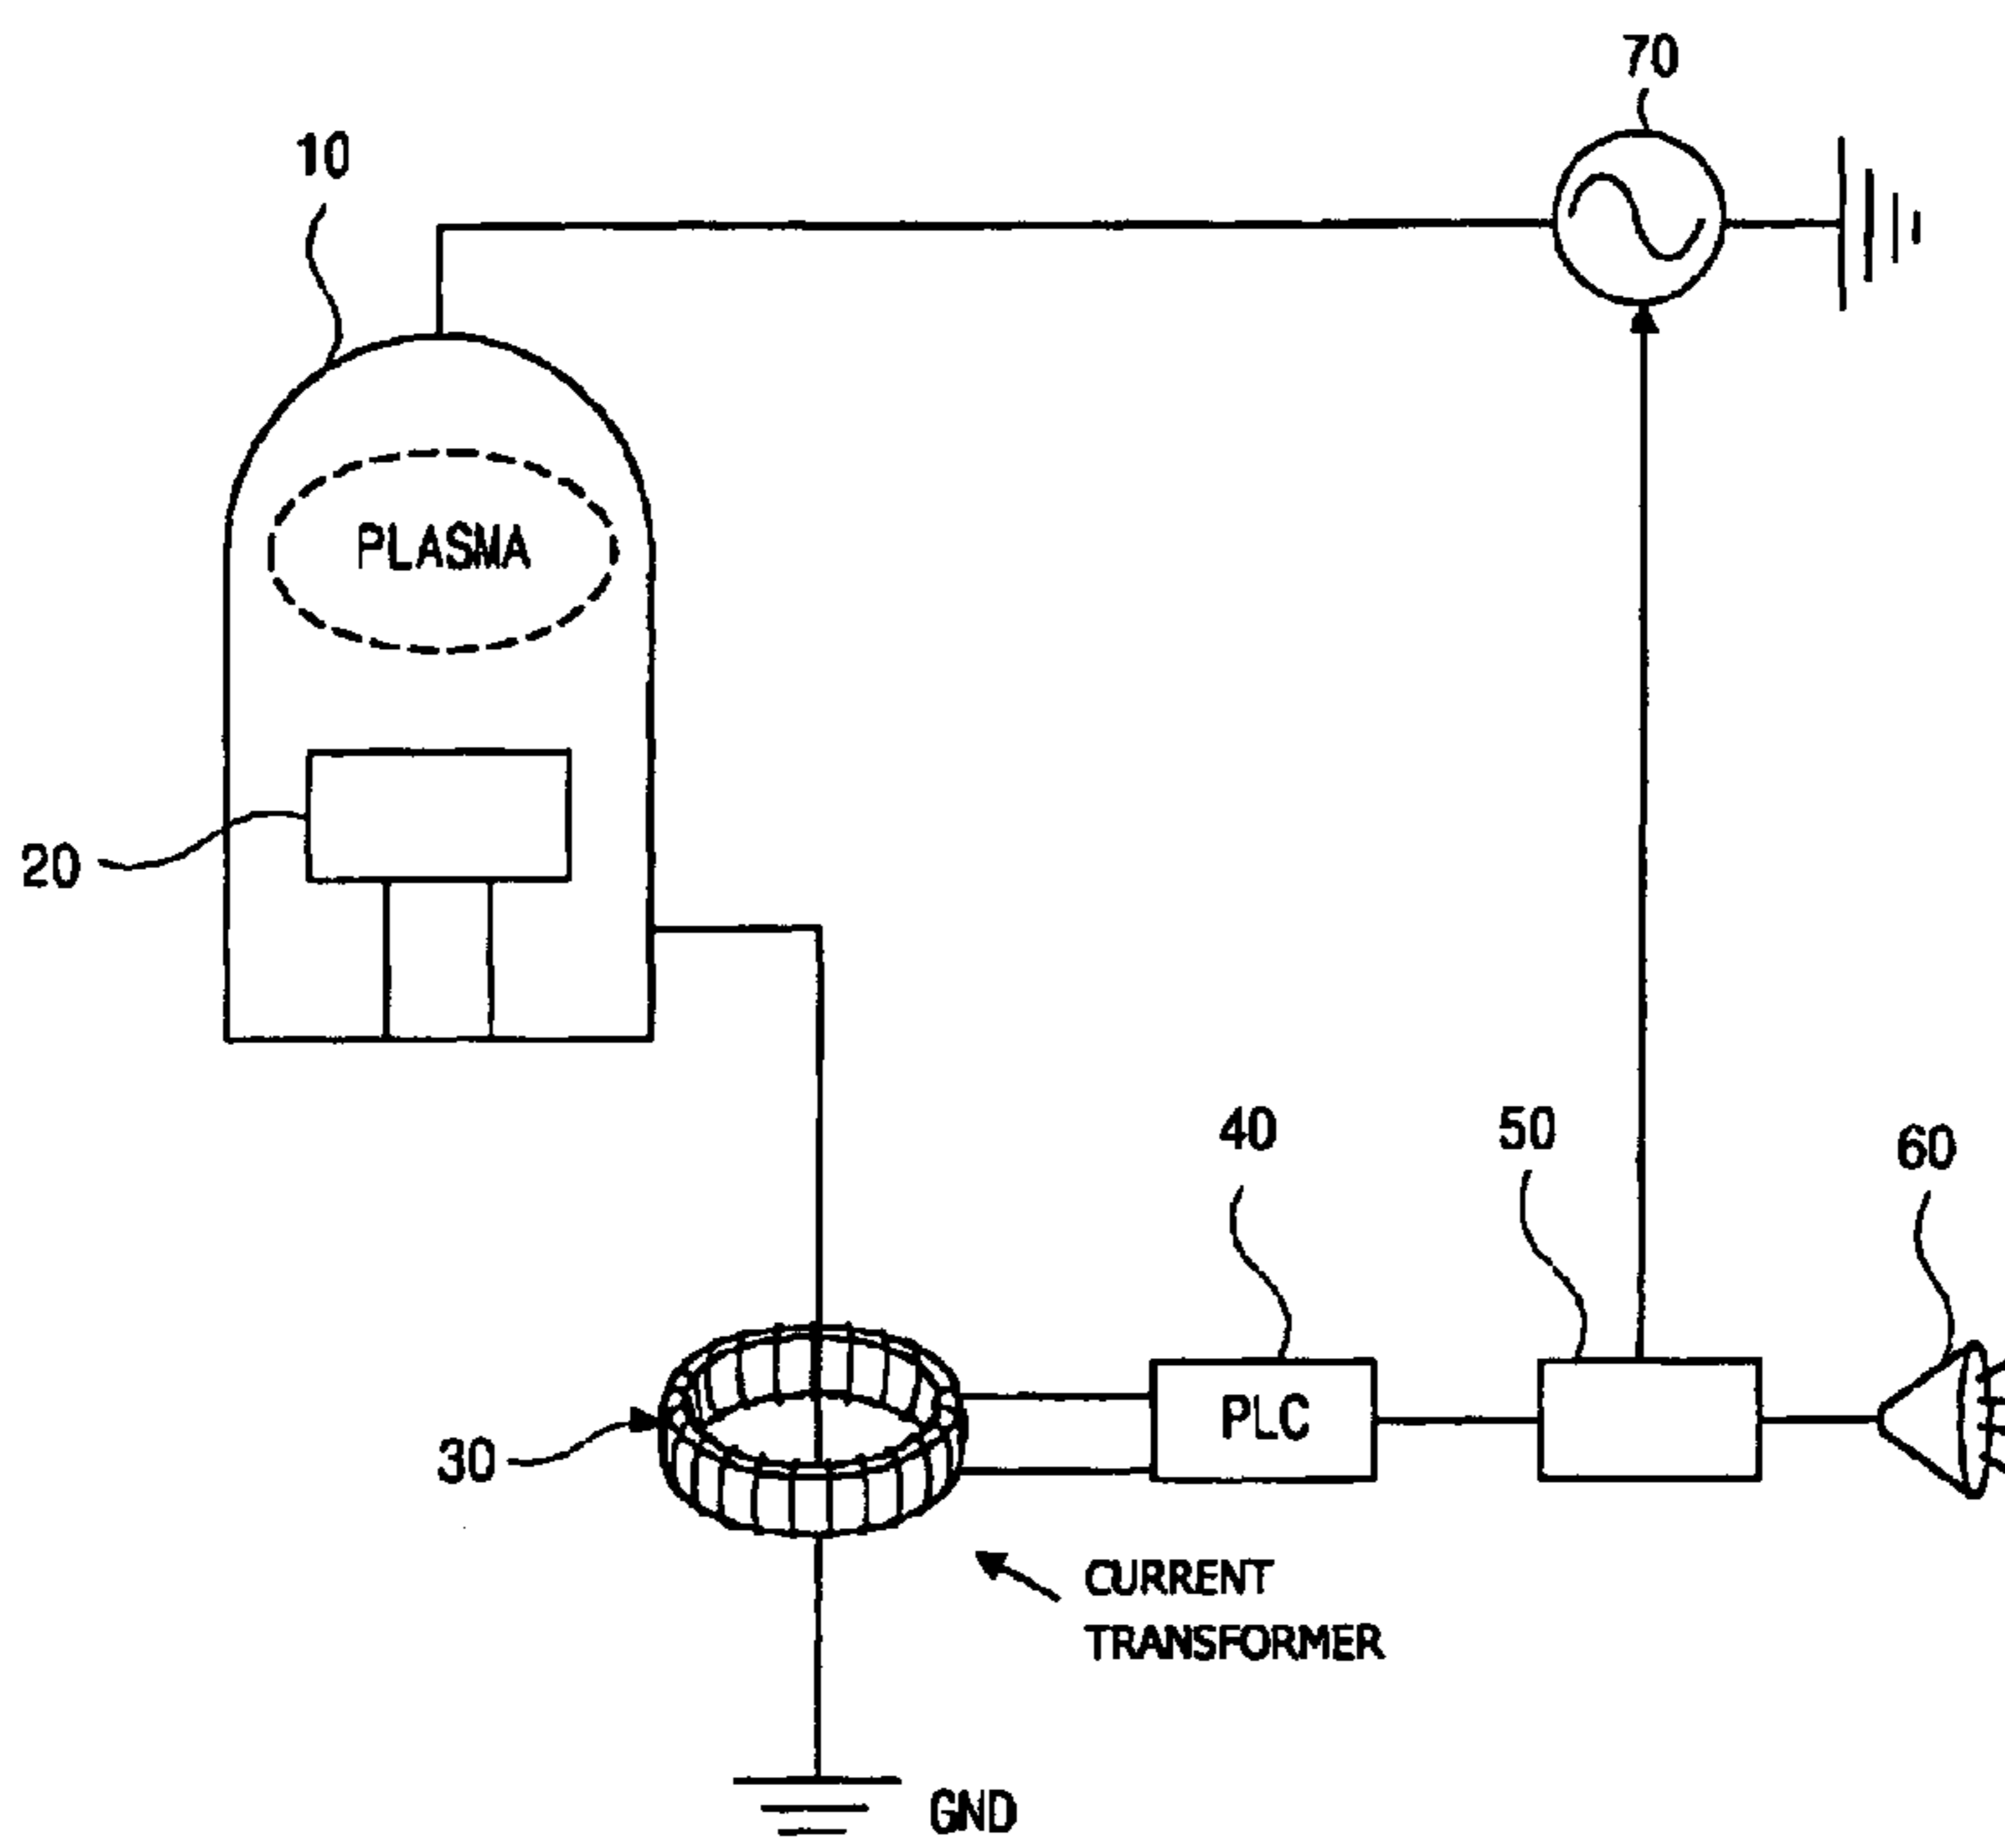 70
10
PLASMA
20
40
50
60
PLC
30
CURRENT
TRANSFORMER
GND